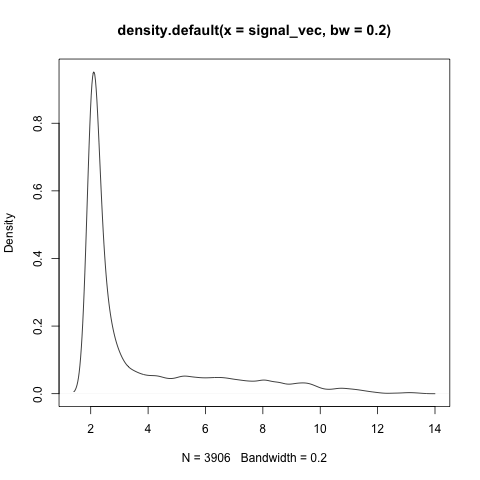 density.default(x = signal_vec, bw = 0.2)
Density
0.8
0.6
0.4
0.2
0.0
2 4 6 8 10 12 14
N = 3906 Bandwidth = 0.2